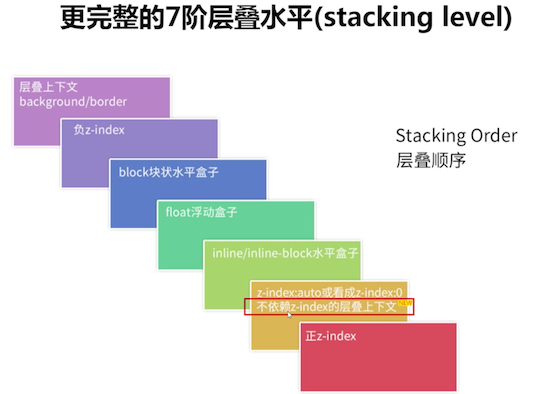 更完整的7阶层叠水平(stacking level)
层叠上下文
background/border
负z-index
block块状水平盒子
Stacking Order
层叠顺序
float浮动盒子
inline/inline-block水平盒子
z-index:auto或看成z-index:0
不依赖z-index的层叠上下文
正z-index